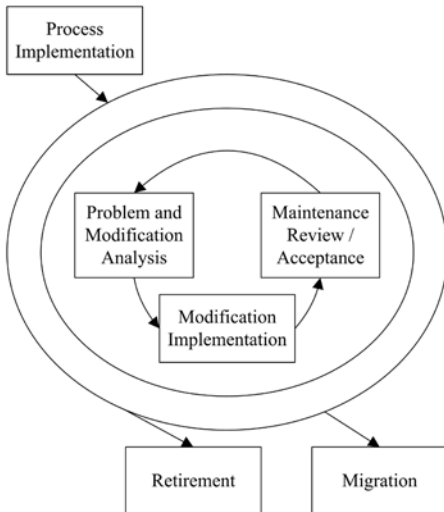 Process
Implementation
Problem and
Modification
Analysis
Maintenance
Review /
Acceptance
Modification
Implementation
Retirement
Migration